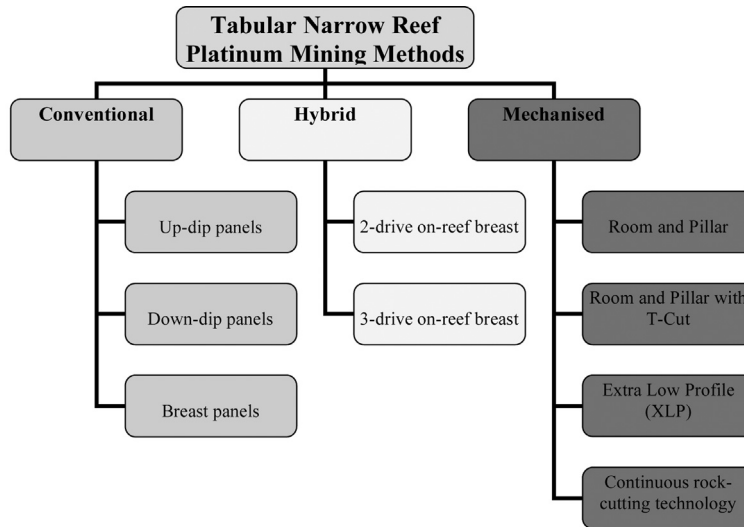 Tabular Narrow Reef
Platinum Mining Methods
Conventional
Hybrid
Mechanised
Up-dip panels
Down-dip panels
Breast panels
2-drive on-reef breast
3-drive on-reef breast
Room and Pillar
Room and Pillar with
T-Cut
Extra Low Profile
(XLP)
Continuous rock-
cutting technology